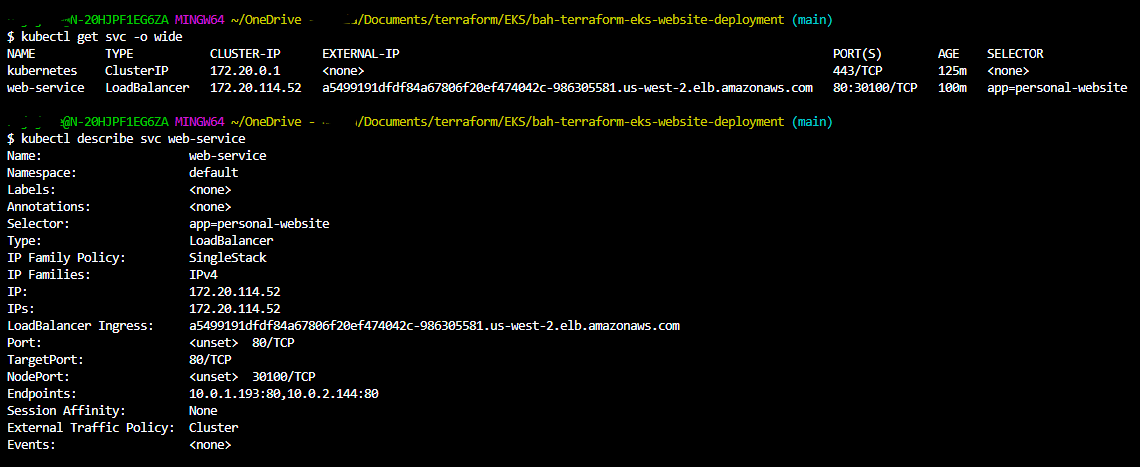 @N-20HJPF1EG6ZA MINGW64 ~/OneDrive - /Documents/terraform/EKS/bah-terraform-eks-website-deployment (main)
$ kubectl get svc -o wide
NAME TYPE CLUSTER-IP EXTERNAL-IP PORT(S) AGE SELECTOR
kubernetes ClusterIP 172.20.0.1 <none> 443/TCP 125m <none>
web-service LoadBalancer 172.20.114.52 a5499191dfdf84a67806f20ef474042c-986305581.us-west-2.elb.amazonaws.com 80:30100/TCP 100m app=personal-website
@N-20HJPF1EG6ZA MINGW64 ~/OneDrive - /Documents/terraform/EKS/bah-terraform-eks-website-deployment (main)
$ kubectl describe svc web-service
Name: web-service
Namespace: default
Labels: <none>
Annotations: <none>
Selector: app=personal-website
Type: LoadBalancer
IP Family Policy: SingleStack
IP Families: IPv4
IP: 172.20.114.52
IPs: 172.20.114.52
LoadBalancer Ingress: a5499191dfdf84a67806f20ef474042c-986305581.us-west-2.elb.amazonaws.com
Port: <unset> 80/TCP
TargetPort: 80/TCP
NodePort: <unset> 30100/TCP
Endpoints: 10.0.1.193:80,10.0.2.144:80
Session Affinity: None
External Traffic Policy: Cluster
Events: <none>